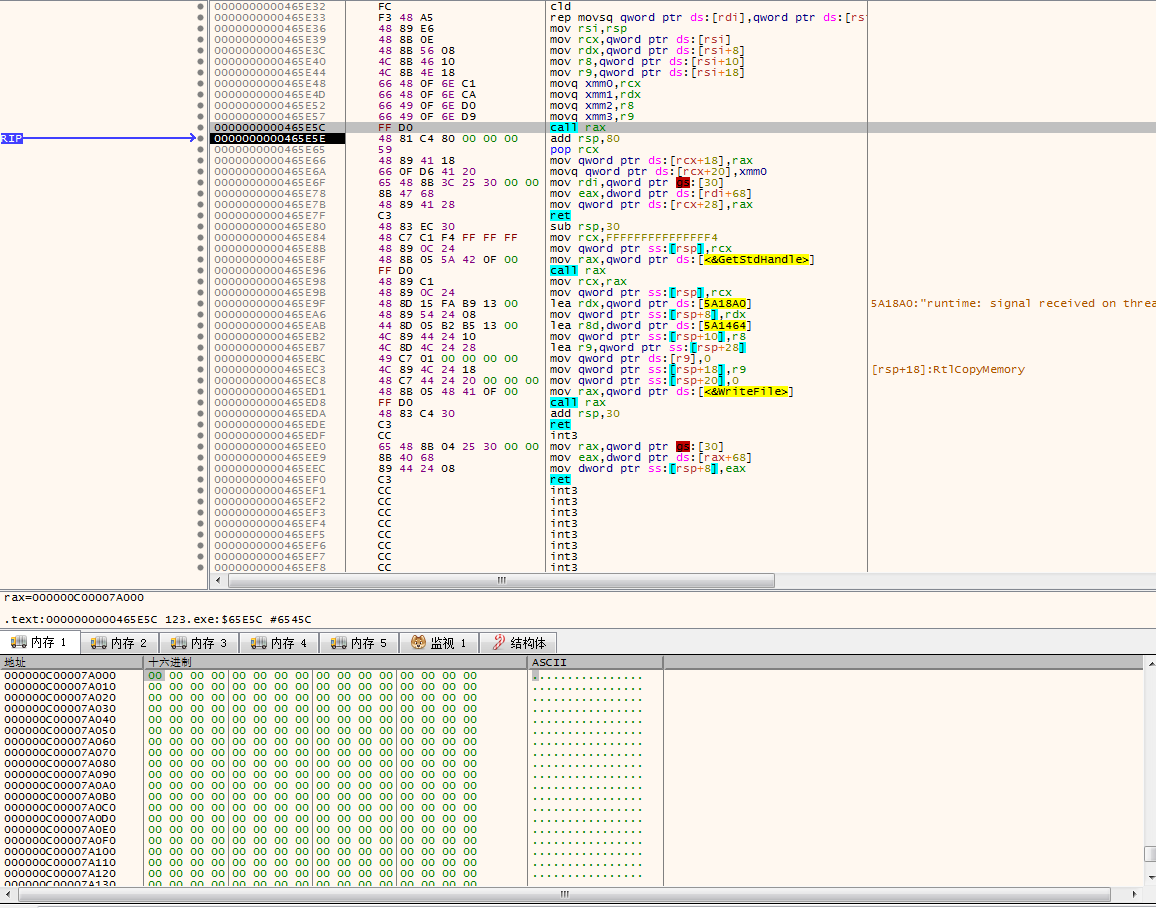 0000000000465E32 FC cld
0000000000465E33 F3 48 A5 rep movsq qword ptr ds:[rdi],qword ptr ds:[rs
0000000000465E36 48 89 E6 mov rsi,rsp
0000000000465E39 48 8B 0E mov rcx,qword ptr ds:[rsi]
0000000000465E3C 48 8B 56 08 mov rdx,qword ptr ds:[rsi+8]
0000000000465E40 4C 8B 46 10 mov r8,qword ptr ds:[rsi+10]
0000000000465E44 4C 8B 4E 18 mov r9,qword ptr ds:[rsi+18]
0000000000465E48 66 48 0F 6E C1 movq xmm0,rcx
0000000000465E4D 66 48 0F 6E CA movq xmm1,rdx
0000000000465E52 66 49 0F 6E D0 movq xmm2,r8
0000000000465E57 66 49 0F 6E D9 movq xmm3,r9
0000000000465E5C FF D0 call rax
RIP 0000000000465E5E 48 81 C4 80 00 00 00 add rsp,80
0000000000465E65 59 pop rcx
0000000000465E66 48 89 41 18 mov qword ptr ds:[rcx+18],rax
0000000000465E6A 66 0F D6 41 20 movq qword ptr ds:[rcx+20],xmm0
0000000000465E6F 65 48 8B 3C 25 30 00 00 mov rdi,qword ptr gs:[30]
0000000000465E78 8B 47 68 mov eax,dword ptr ds:[rdi+68]
0000000000465E7B 48 89 41 28 mov qword ptr ds:[rcx+28],rax
0000000000465E7F C3 ret
0000000000465E80 48 83 EC 30 sub rsp,30
0000000000465E84 48 C7 C1 F4 FF FF FF mov rcx,FFFFFFFFFFFFFFF4
0000000000465E8B 48 89 0C 24 mov qword ptr ss:[rsp],rcx
0000000000465E8F 48 8B 05 5A 42 0F 00 mov rax,qword ptr ds:[<&GetStdHandle>]
0000000000465E96 FF D0 call rax
0000000000465E98 48 89 C1 mov rcx,rax
0000000000465E9B 48 89 0C 24 mov qword ptr ss:[rsp],rcx
0000000000465E9F 48 8D 15 FA B9 13 00 lea rdx,qword ptr ds:[5A18A0] 5A18A0:"runtime: signal received on threa
0000000000465EA6 48 89 54 24 08 mov qword ptr ss:[rsp+8],rdx
0000000000465EAB 44 8D 05 B2 B5 13 00 lea r8d,dword ptr ds:[5A1464]
0000000000465EB2 4C 89 44 24 10 mov qword ptr ss:[rsp+10],r8
0000000000465EB7 4C 8D 4C 24 28 lea r9,qword ptr ss:[rsp+28]
0000000000465EBC 49 C7 01 00 00 00 00 mov qword ptr ds:[r9],0
0000000000465EC3 4C 89 4C 24 18 mov qword ptr ss:[rsp+18],r9 [rsp+18]:RtlCopyMemory
0000000000465EC8 48 C7 44 24 20 00 00 00 mov qword ptr ss:[rsp+20],0
0000000000465ED1 48 8B 05 48 41 0F 00 mov rax,qword ptr ds:[<&WriteFile>]
0000000000465ED8 FF D0 call rax
0000000000465EDA 48 83 C4 30 add rsp,30
0000000000465EDE C3 ret
0000000000465EDF CC int3
0000000000465EE0 65 48 8B 04 25 30 00 00 mov rax,qword ptr gs:[30]
0000000000465EE9 8B 40 68 mov eax,dword ptr ds:[rax+68]
0000000000465EEC 89 44 24 08 mov dword ptr ss:[rsp+8],eax
0000000000465EF0 C3 ret
0000000000465EF1 CC int3
0000000000465EF2 CC int3
0000000000465EF3 CC int3
0000000000465EF4 CC int3
0000000000465EF5 CC int3
0000000000465EF6 CC int3
0000000000465EF7 CC int3
0000000000465EF8 CC int3
rax=000000C00007A000
.text:0000000000465E5C 123.exe:$65E5C #6545C
内存 1 内存 2 内存 3 内存 4 内存 5 监视 1 结构体
地址 十六进制 ASCII
000000C00007A000 00 00 00 00 00 00 00 00 00 00 00 00 00 00 00 00 ................
000000C00007A010 00 00 00 00 00 00 00 00 00 00 00 00 00 00 00 00 ................
000000C00007A020 00 00 00 00 00 00 00 00 00 00 00 00 00 00 00 00 ................
000000C00007A030 00 00 00 00 00 00 00 00 00 00 00 00 00 00 00 00 ................
000000C00007A040 00 00 00 00 00 00 00 00 00 00 00 00 00 00 00 00 ................
000000C00007A050 00 00 00 00 00 00 00 00 00 00 00 00 00 00 00 00 ................
000000C00007A060 00 00 00 00 00 00 00 00 00 00 00 00 00 00 00 00 ................
000000C00007A070 00 00 00 00 00 00 00 00 00 00 00 00 00 00 00 00 ................
000000C00007A080 00 00 00 00 00 00 00 00 00 00 00 00 00 00 00 00 ................
000000C00007A090 00 00 00 00 00 00 00 00 00 00 00 00 00 00 00 00 ................
000000C00007A0A0 00 00 00 00 00 00 00 00 00 00 00 00 00 00 00 00 ................
000000C00007A0B0 00 00 00 00 00 00 00 00 00 00 00 00 00 00 00 00 ................
000000C00007A0C0 00 00 00 00 00 00 00 00 00 00 00 00 00 00 00 00 ................
000000C00007A0D0 00 00 00 00 00 00 00 00 00 00 00 00 00 00 00 00 ................
000000C00007A0E0 00 00 00 00 00 00 00 00 00 00 00 00 00 00 00 00 ................
000000C00007A0F0 00 00 00 00 00 00 00 00 00 00 00 00 00 00 00 00 ................
000000C00007A100 00 00 00 00 00 00 00 00 00 00 00 00 00 00 00 00 ................
000000C00007A110 00 00 00 00 00 00 00 00 00 00 00 00 00 00 00 00 ................
000000C00007A120 00 00 00 00 00 00 00 00 00 00 00 00 00 00 00 00 ................
000000C00007A130 00 00 00 00 00 00 00 00 00 00 00 00 00 00 00 00